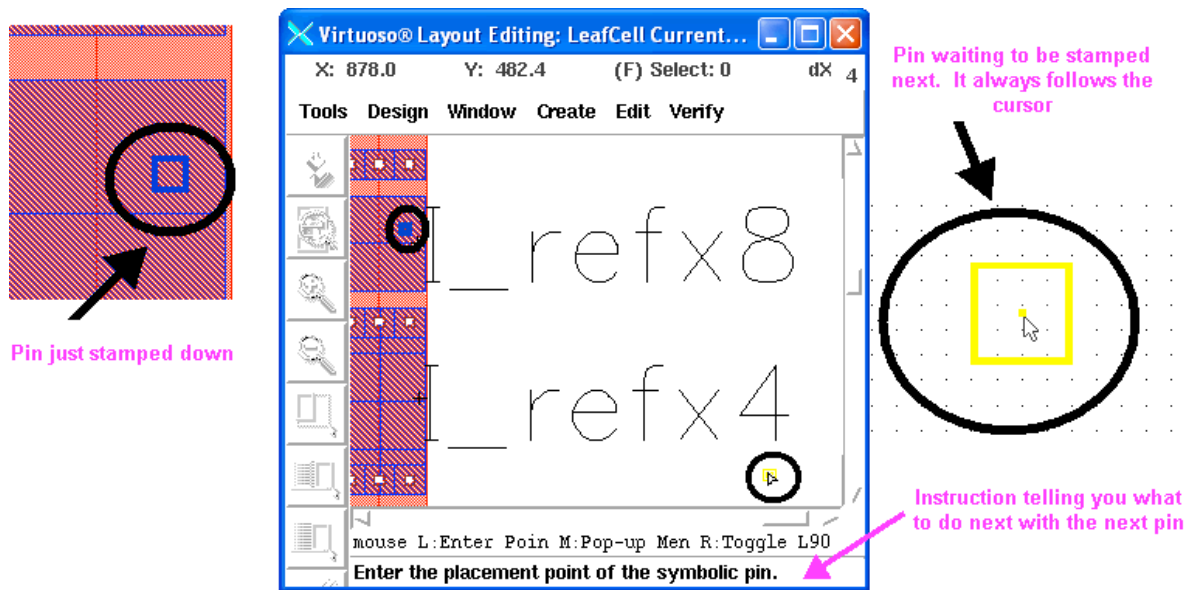 Virtuoso® Layout Editing: LeafCell Current...
X: 878.0 Y: 482.4 (F) Select: 0 dX 4
Tools Design Window Create Edit Verify
I_refx8
I_refx4
mouse L:Enter Poin M:Pop-up Men R:Toggle L90
Enter the placement point of the symbolic pin.
Pin just stamped down
Pin waiting to be stamped
next. It always follows the
cursor
Instruction telling you what
to do next with the next pin